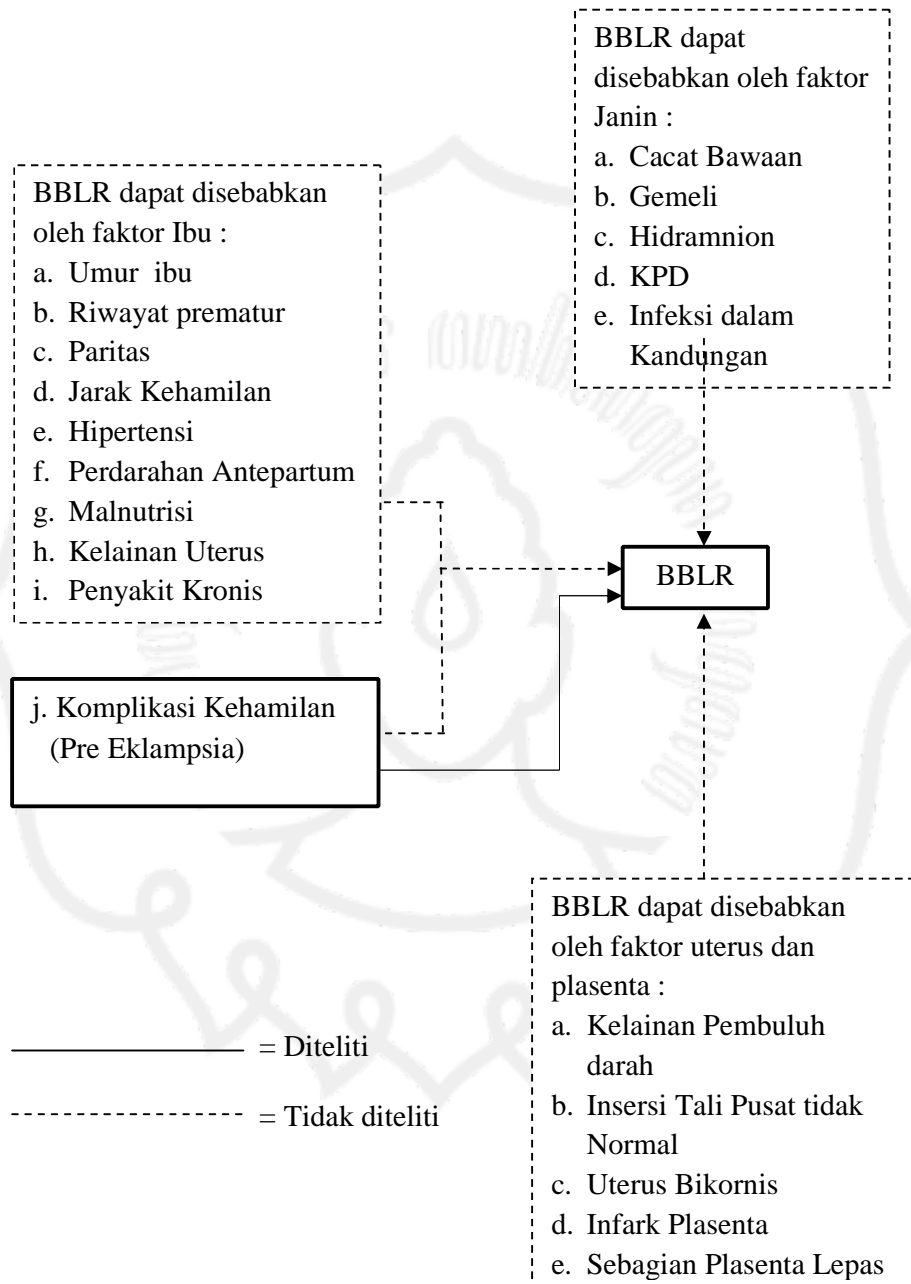 BBLR dapat
disebabkan oleh faktor
Janin :
a. Cacat Bawaan
b. Gemeli
c. Hidramnion
d. KPD
e. Infeksi dalam
Kandungan
BBLR dapat disebabkan
oleh faktor Ibu :
a. Umur ibu
b. Riwayat prematur
c. Paritas
d. Jarak Kehamilan
e. Hipertensi
f. Perdarahan Antepartum
g. Malnutrisi
h. Kelainan Uterus
i. Penyakit Kronis
BBLR
j. Komplikasi Kehamilan
(Pre Eklampsia)
BBLR dapat disebabkan
oleh faktor uterus dan
plasenta :
a. Kelainan Pembuluh
darah
b. Insersi Tali Pusat tidak
Normal
c. Uterus Bikornis
d. Infark Plasenta
e. Sebagian Plasenta Lepas
= Diteliti
= Tidak diteliti